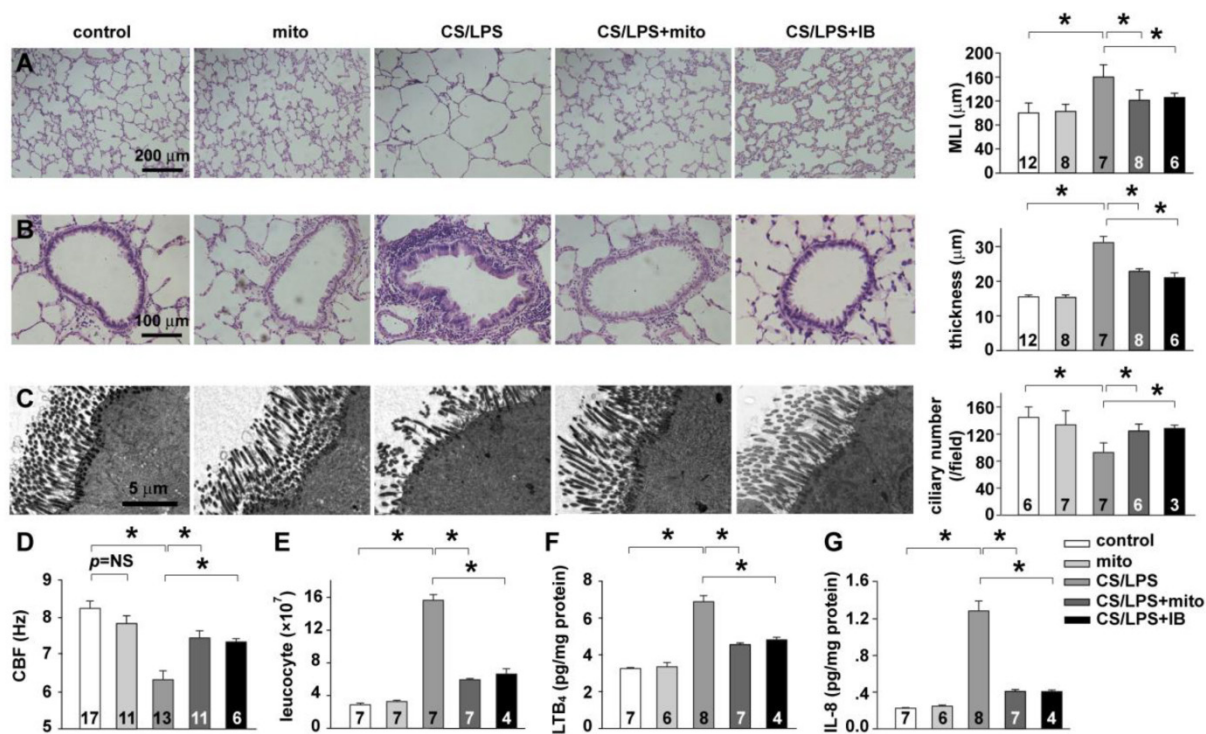 control mito CS/LPS CS/LPS+mito CS/LPS+IB
A
200 μm
* * *
MLI (μm)
200
160
120
80
40
0
12 8 7 8 6
B
100 μm
* * *
thickness (μm)
30
20
10
0
12 8 7 8 6
C
5 μm
* * *
ciliary number
(/field)
160
120
80
40
0
6 7 7 6 3
D
* * *
p=NS
CBF (Hz)
9
8
7
6
5
17 11 13 11 6
E
* * *
leucocyte (×10⁷)
16
12
8
4
0
7 7 7 7 4
F
* * *
LTB₄ (pg/mg protein)
8
6
4
2
0
7 6 8 7 4
G
* * *
IL-8 (pg/mg protein)
1.6
1.2
.8
.4
0.0
7 6 8 7 4
control
mito
CS/LPS
CS/LPS+mito
CS/LPS+IB